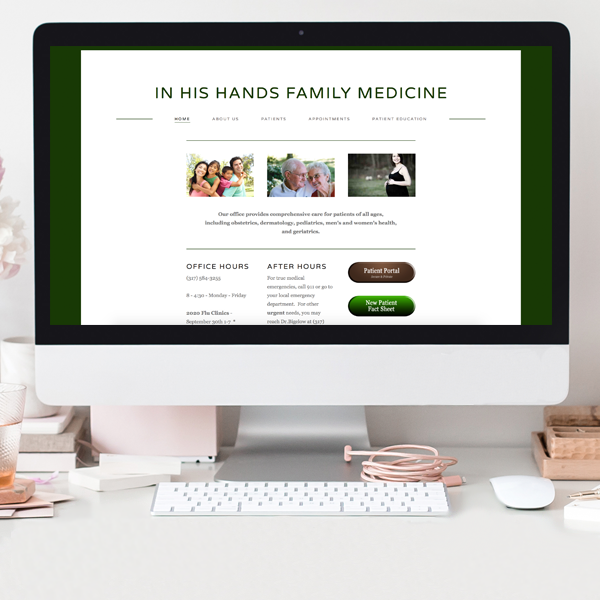 IN HIS HANDS FAMILY MEDICINE
HOME ABOUT US PATIENTS APPOINTMENTS PATIENT EDUCATION
Our office provides comprehensive care for patients of all ages,
including obstetrics, dermatology, pediatrics, men's and women's health,
and geriatrics.
OFFICE HOURS
(317) 584-3255
8 - 4:30 - Monday - Friday
2020 Flu Clinics -
September 30th 1-7 *
AFTER HOURS
For true medical
emergencies, call 911 or go to
your local emergency
department. For other
urgent needs, you may
reach Dr.Bigelow at (317)
Patient Portal
New Patient
Fact Sheet